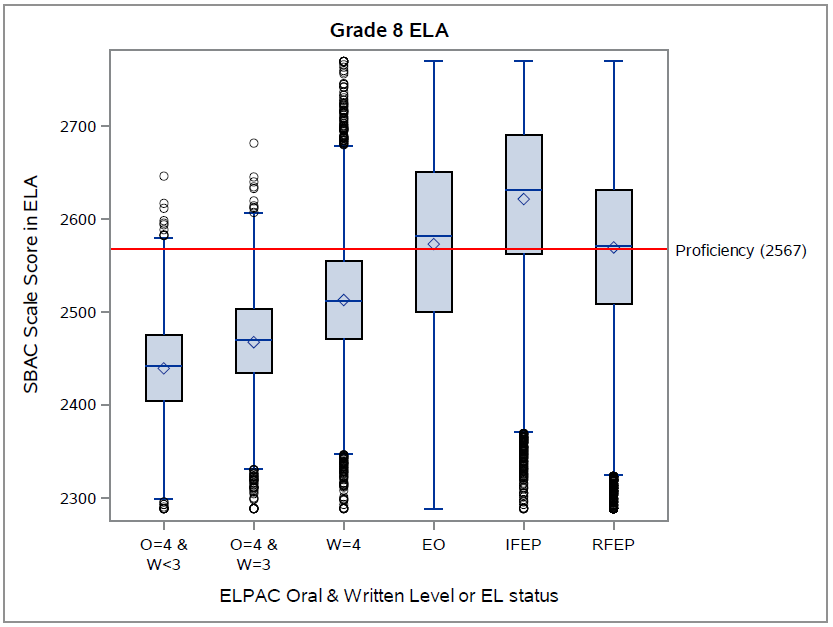 Grade 8 ELA
SBAC Scale Score in ELA
2700
2600
2500
2400
2300
Proficiency (2567)
O=4 &
W<3
O=4 &
W=3
W=4
EO
IFEP
RFEP
ELPAC Oral & Written Level or EL status